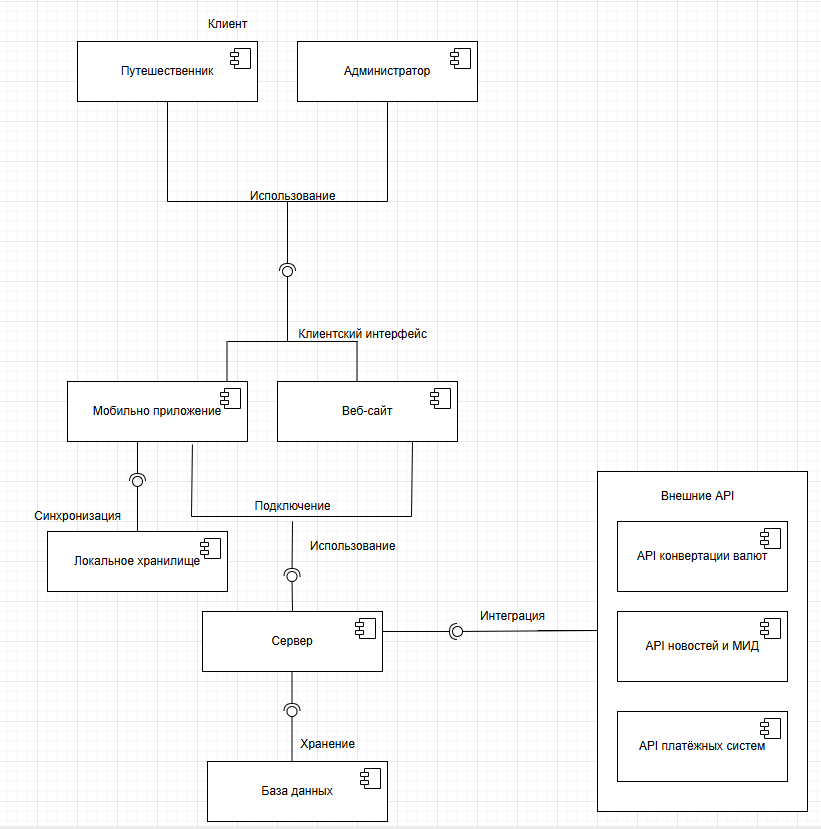 Клиент
Путешественник
Администратор
Использование
Клиентский интерфейс
Мобильно приложение
Веб-сайт
Подключение
Синхронизация
Локальное хранилище
Использование
Внешние API
API конвертации валют
Сервер
Интеграция
API новостей и МИД
Хранение
API платёжных систем
База данных